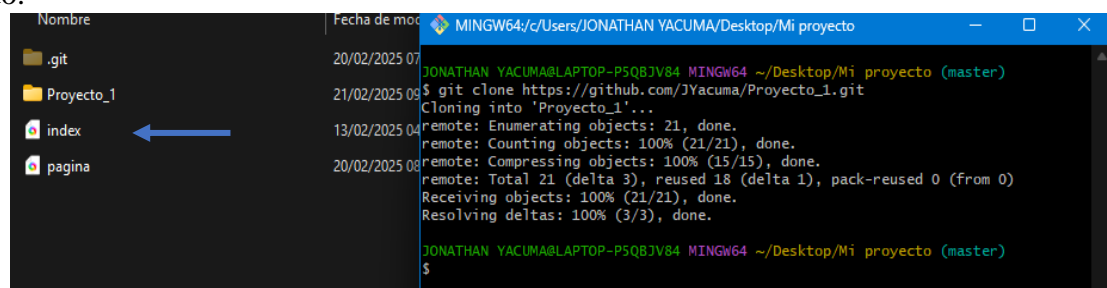 Nombre Fecha de mod
.git 20/02/2025 07
Proyecto_1 21/02/2025 09
index 13/02/2025 04
pagina 20/02/2025 08
MINGW64:/c/Users/JONATHAN YACUMA/Desktop/Mi proyecto
JONATHAN YACUMA@LAPTOP-P5QBJV84 MINGW64 ~/Desktop/Mi proyecto (master)
$ git clone https://github.com/JYacuma/Proyecto_1.git
Cloning into 'Proyecto_1'...
remote: Enumerating objects: 21, done.
remote: Counting objects: 100% (21/21), done.
remote: Compressing objects: 100% (15/15), done.
remote: Total 21 (delta 3), reused 18 (delta 1), pack-reused 0 (from 0)
Receiving objects: 100% (21/21), done.
Resolving deltas: 100% (3/3), done.
JONATHAN YACUMA@LAPTOP-P5QBJV84 MINGW64 ~/Desktop/Mi proyecto (master)
$